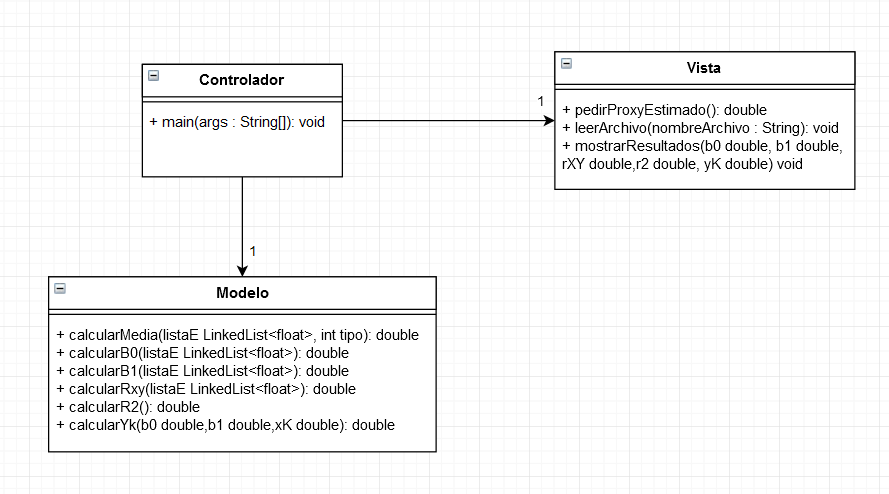 Controlador
+ main(args : String[]): void
1
Vista
+ pedirProxyEstimado(): double
+ leerArchivo(nombreArchivo : String): void
+ mostrarResultados(b0 double, b1 double,
rXY double,r2 double, yK double) void
1
Modelo
+ calcularMedia(listaE LinkedList<float>, int tipo): double
+ calcularB0(listaE LinkedList<float>): double
+ calcularB1(listaE LinkedList<float>): double
+ calcularRxy(listaE LinkedList<float>): double
+ calcularR2(): double
+ calcularYk(b0 double,b1 double,xK double): double